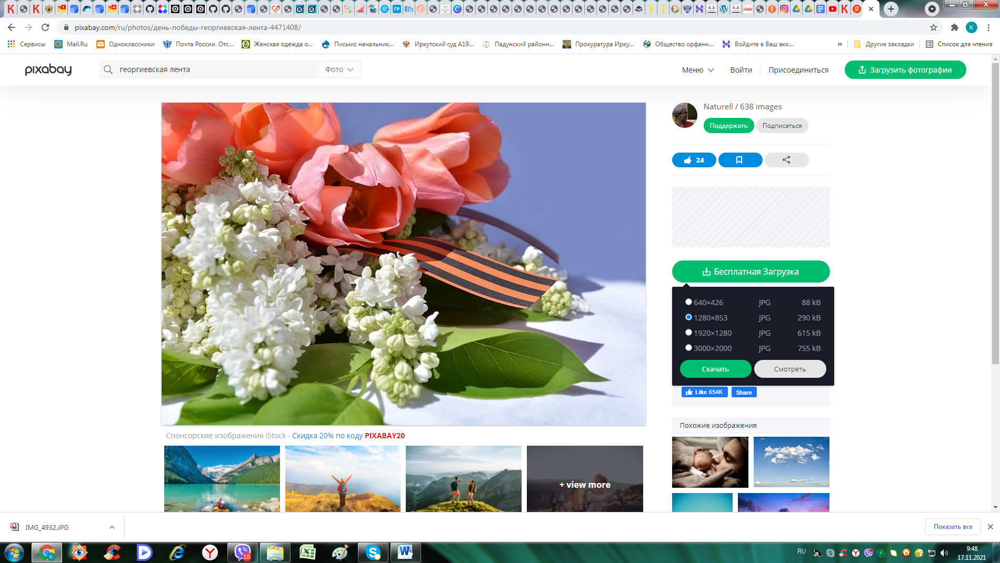 pixabay.com/ru/photos/день-победы-георгиевская-лента-4471408/
K
Сервисы
Mail.Ru
Одноклассники
Почта России. Отс...
Женская одежда о...
Письмо начальник...
Иркутский суд А19...
Падунский районн...
Прокуратура Ирку...
Общество орфанн...
Войдите в Ваш акк...
»
Другие закладки
Список для чтения
pixabay
георгиевская лента
Фото
Меню
Войти
Присоединиться
Загрузить фотографии
Naturell / 638 images
Поддержать
Подписаться
24
Бесплатная Загрузка
640×426 JPG 88 kB
1280×853 JPG 290 kB
1920×1280 JPG 615 kB
3000×2000 JPG 755 kB
Скачать
Смотреть
Like 654K
Share
Похожие изображения
Спонсорские изображения iStock - Скидка 20% по коду PIXABAY20
+ view more
IMG_4932.JPG
Показать все
10
RU
9:48
17.11.2021